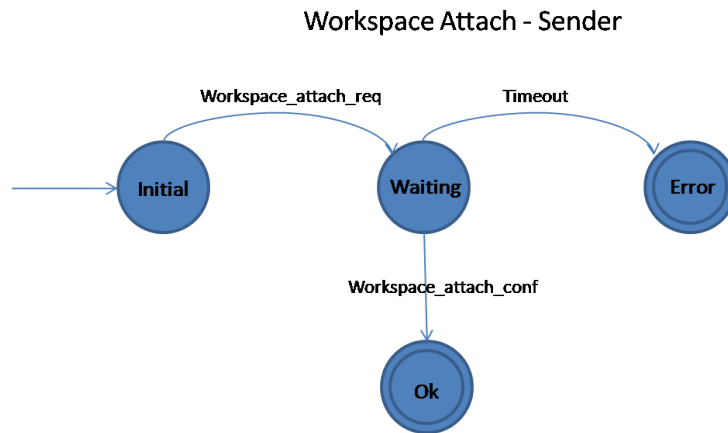 Workspace Attach - Sender
Workspace_attach_req
Timeout
Initial
Waiting
Error
Workspace_attach_conf
Ok